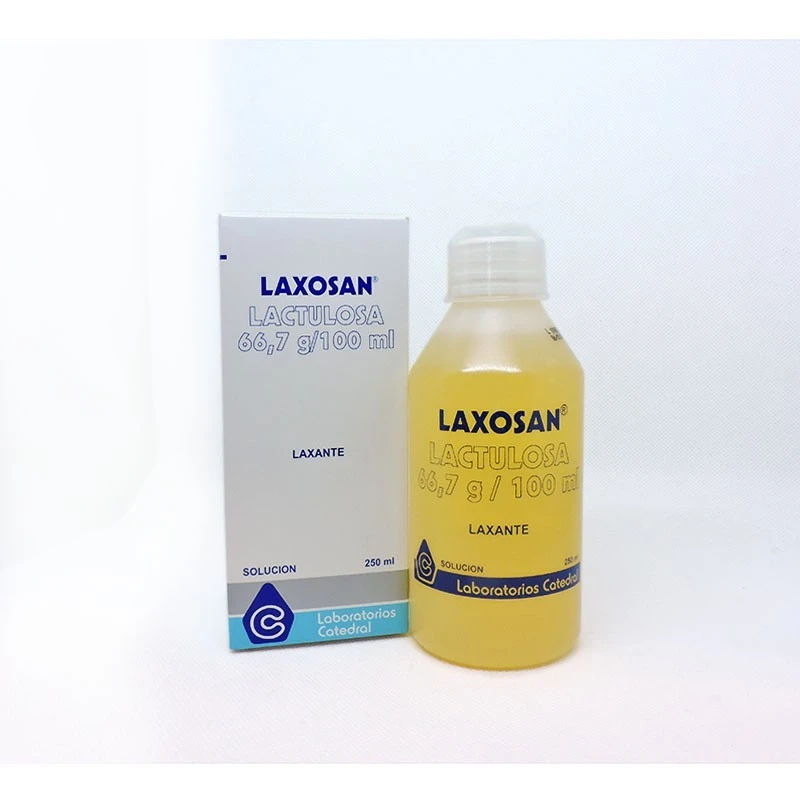 LAXOSAN®
LACTULOSA
66,7 g/100 ml
LAXANTE
SOLUCION 250 ml
Laboratorios
Catedral
LAXOSAN®
LACTULOSA
66,7 g / 100 ml
LAXANTE
SOLUCION 250 ml
Laboratorios Catedral